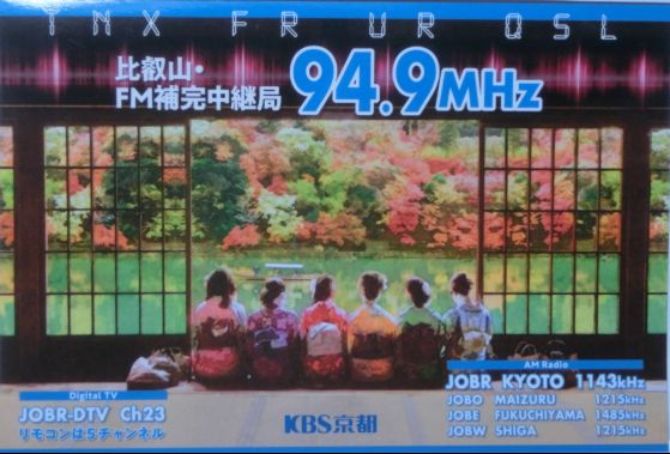 TNX FR UR QSL
比叡山・
FM補完中継局
94.9MHz
Digital TV
JOBR-DTV Ch23
リモコンは5チャンネル
KBS京都
AM Radio
JOBR KYOTO 1143kHz
JOBO MAIZURU 1215kHz
JOBE FUKUCHIYAMA 1485kHz
JOBW SHIGA 1215kHz